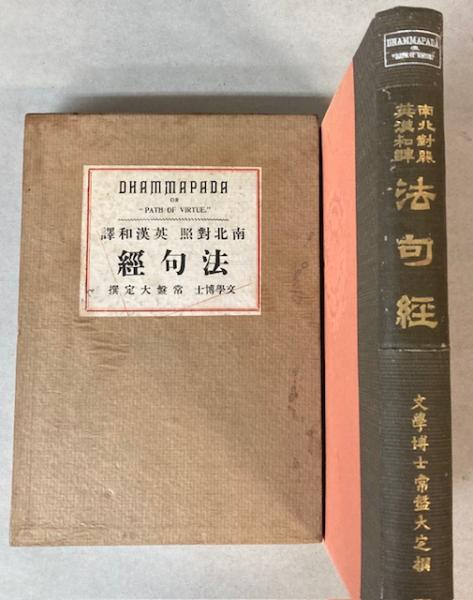 DHAMMAPADA
OR
"PATH OF VIRTUE."
南北對照 英漢和譯
法句經
文學博士 常盤大定撰
DHAMMAPADA
OR
"PATH OF VIRTUE"
南北對照
英漢和譯
法句經
文學博士常盤大定撰